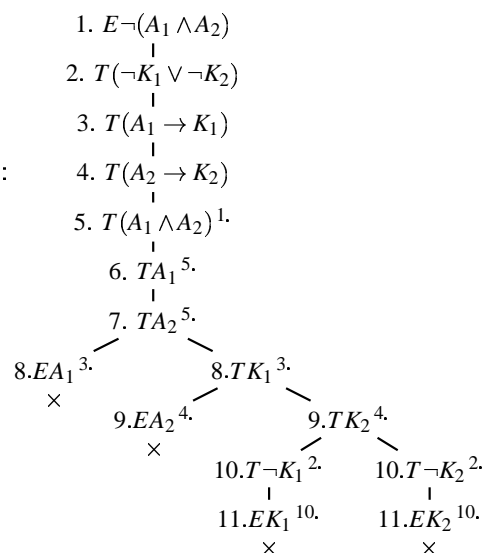 1. E¬(A₁ ∧ A₂)
2. T(¬K₁ ∨ ¬K₂)
3. T(A₁ → K₁)
:
4. T(A₂ → K₂)
5. T(A₁ ∧ A₂) 1.
6. TA₁ 5.
7. TA₂ 5.
8.EA₁ 3. 8.TK₁ 3.
×
9.EA₂ 4. 9.TK₂ 4.
×
10.T¬K₁ 2. 10.T¬K₂ 2.
11.EK₁ 10. 11.EK₂ 10.
× ×